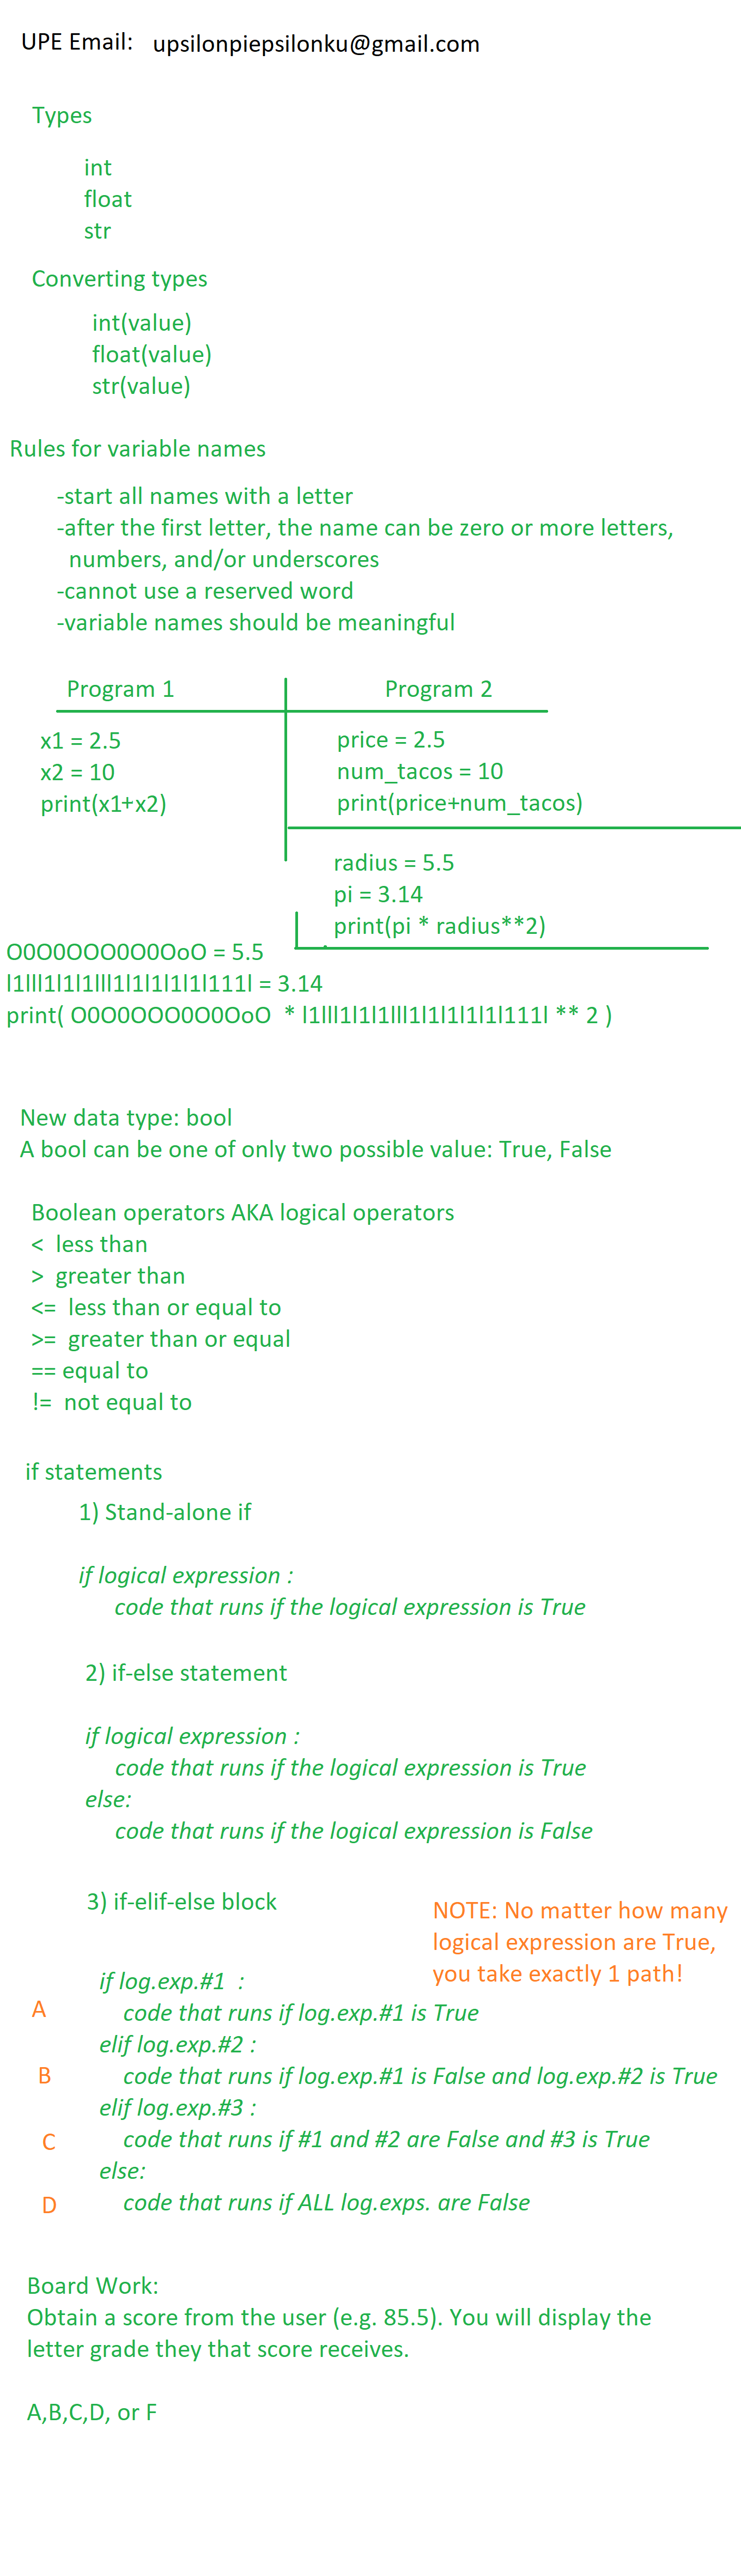 UPE Email: upsilonpiepsilonku@gmail.com
Types
int
float
str
Converting types
int(value)
float(value)
str(value)
Rules for variable names
-start all names with a letter
-after the first letter, the name can be zero or more letters,
numbers, and/or underscores
-cannot use a reserved word
-variable names should be meaningful
Program 1
x1 = 2.5
x2 = 10
print(x1+x2)
Program 2
price = 2.5
num_tacos = 10
print(price+num_tacos)
radius = 5.5
pi = 3.14
print(pi * radius**2)
O0O0OOO0O0OoO = 5.5
l1lll1l1l1lll1l1l1l1l1l111l = 3.14
print( O0O0OOO0O0OoO * l1lll1l1l1lll1l1l1l1l1l111l ** 2 )
New data type: bool
A bool can be one of only two possible value: True, False
Boolean operators AKA logical operators
< less than
> greater than
<= less than or equal to
>= greater than or equal
== equal to
!= not equal to
if statements
1) Stand-alone if
if logical expression :
code that runs if the logical expression is True
2) if-else statement
if logical expression :
code that runs if the logical expression is True
else:
code that runs if the logical expression is False
3) if-elif-else block
NOTE: No matter how many
logical expression are True,
you take exactly 1 path!
if log.exp.#1 :
A code that runs if log.exp.#1 is True
elif log.exp.#2 :
B code that runs if log.exp.#1 is False and log.exp.#2 is True
elif log.exp.#3 :
C code that runs if #1 and #2 are False and #3 is True
else:
D code that runs if ALL log.exps. are False
Board Work:
Obtain a score from the user (e.g. 85.5). You will display the
letter grade they that score receives.
A,B,C,D, or F